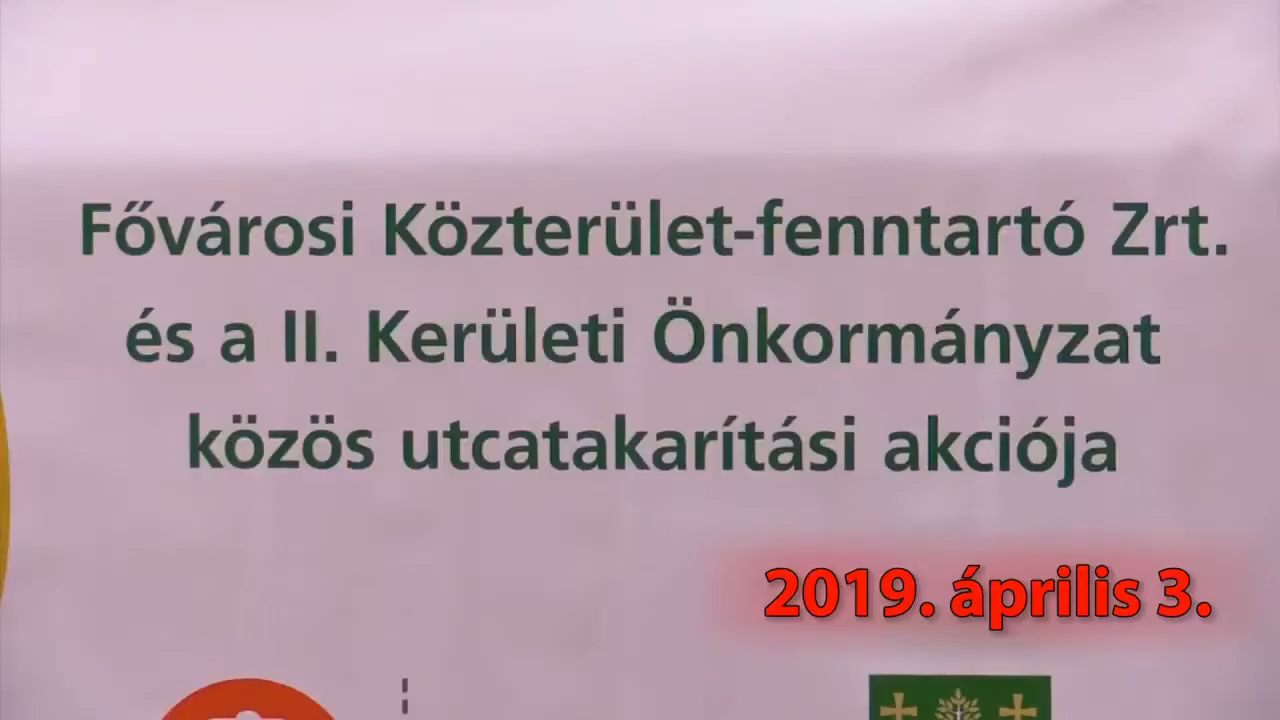 Fővárosi Közterület-fenntartó Zrt.
és a II. Kerületi Önkormányzat
közös utcatakarítási akciója
2019. április 3.